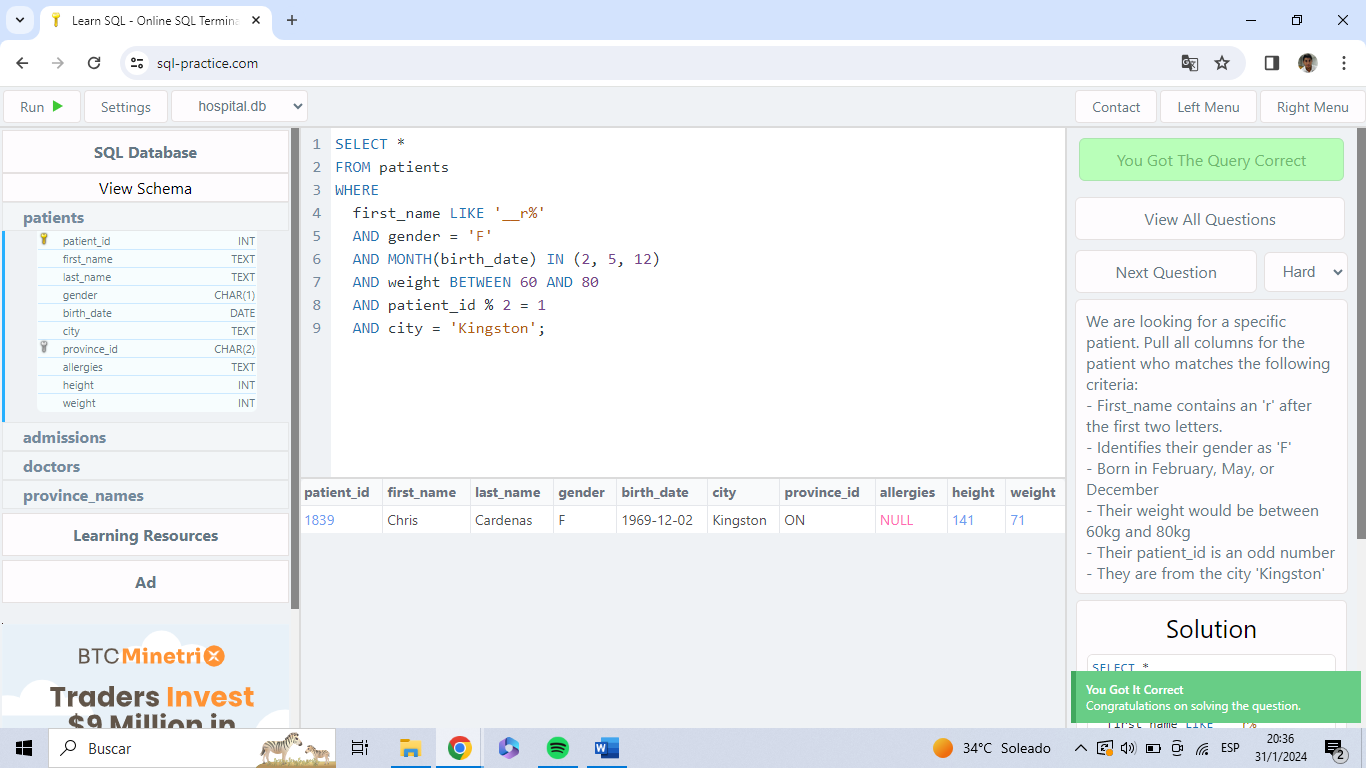 Learn SQL - Online SQL Termina
sql-practice.com
Run
Settings
hospital.db
Contact
Left Menu
Right Menu
SQL Database
View Schema
patients
patient_id INT
first_name TEXT
last_name TEXT
gender CHAR(1)
birth_date DATE
city TEXT
province_id CHAR(2)
allergies TEXT
height INT
weight INT
admissions
doctors
province_names
Learning Resources
Ad
BTCMinetrix
Traders Invest
$9 Million in
1 SELECT *
2 FROM patients
3 WHERE
4 first_name LIKE '__r%'
5 AND gender = 'F'
6 AND MONTH(birth_date) IN (2, 5, 12)
7 AND weight BETWEEN 60 AND 80
8 AND patient_id % 2 = 1
9 AND city = 'Kingston';
patient_id first_name last_name gender birth_date city province_id allergies height weight
1839 Chris Cardenas F 1969-12-02 Kingston ON NULL 141 71
You Got The Query Correct
View All Questions
Next Question
Hard
We are looking for a specific
patient. Pull all columns for the
patient who matches the following
criteria:
- First_name contains an 'r' after
the first two letters.
- Identifies their gender as 'F'
- Born in February, May, or
December
- Their weight would be between
60kg and 80kg
- Their patient_id is an odd number
- They are from the city 'Kingston'
Solution
SELECT *
You Got It Correct
Congratulations on solving the question.
first_name LIKE '__r%'
Buscar
34°C Soleado
ESP
20:36
31/1/2024
2